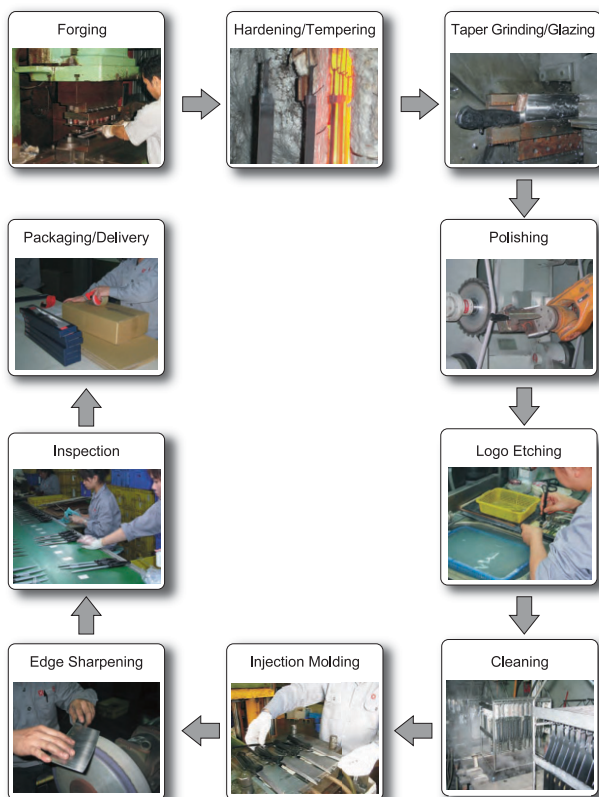 Forging
Hardening/Tempering
Taper Grinding/Glazing
Polishing
Logo Etching
Cleaning
Injection Molding
Edge Sharpening
Inspection
Packaging/Delivery